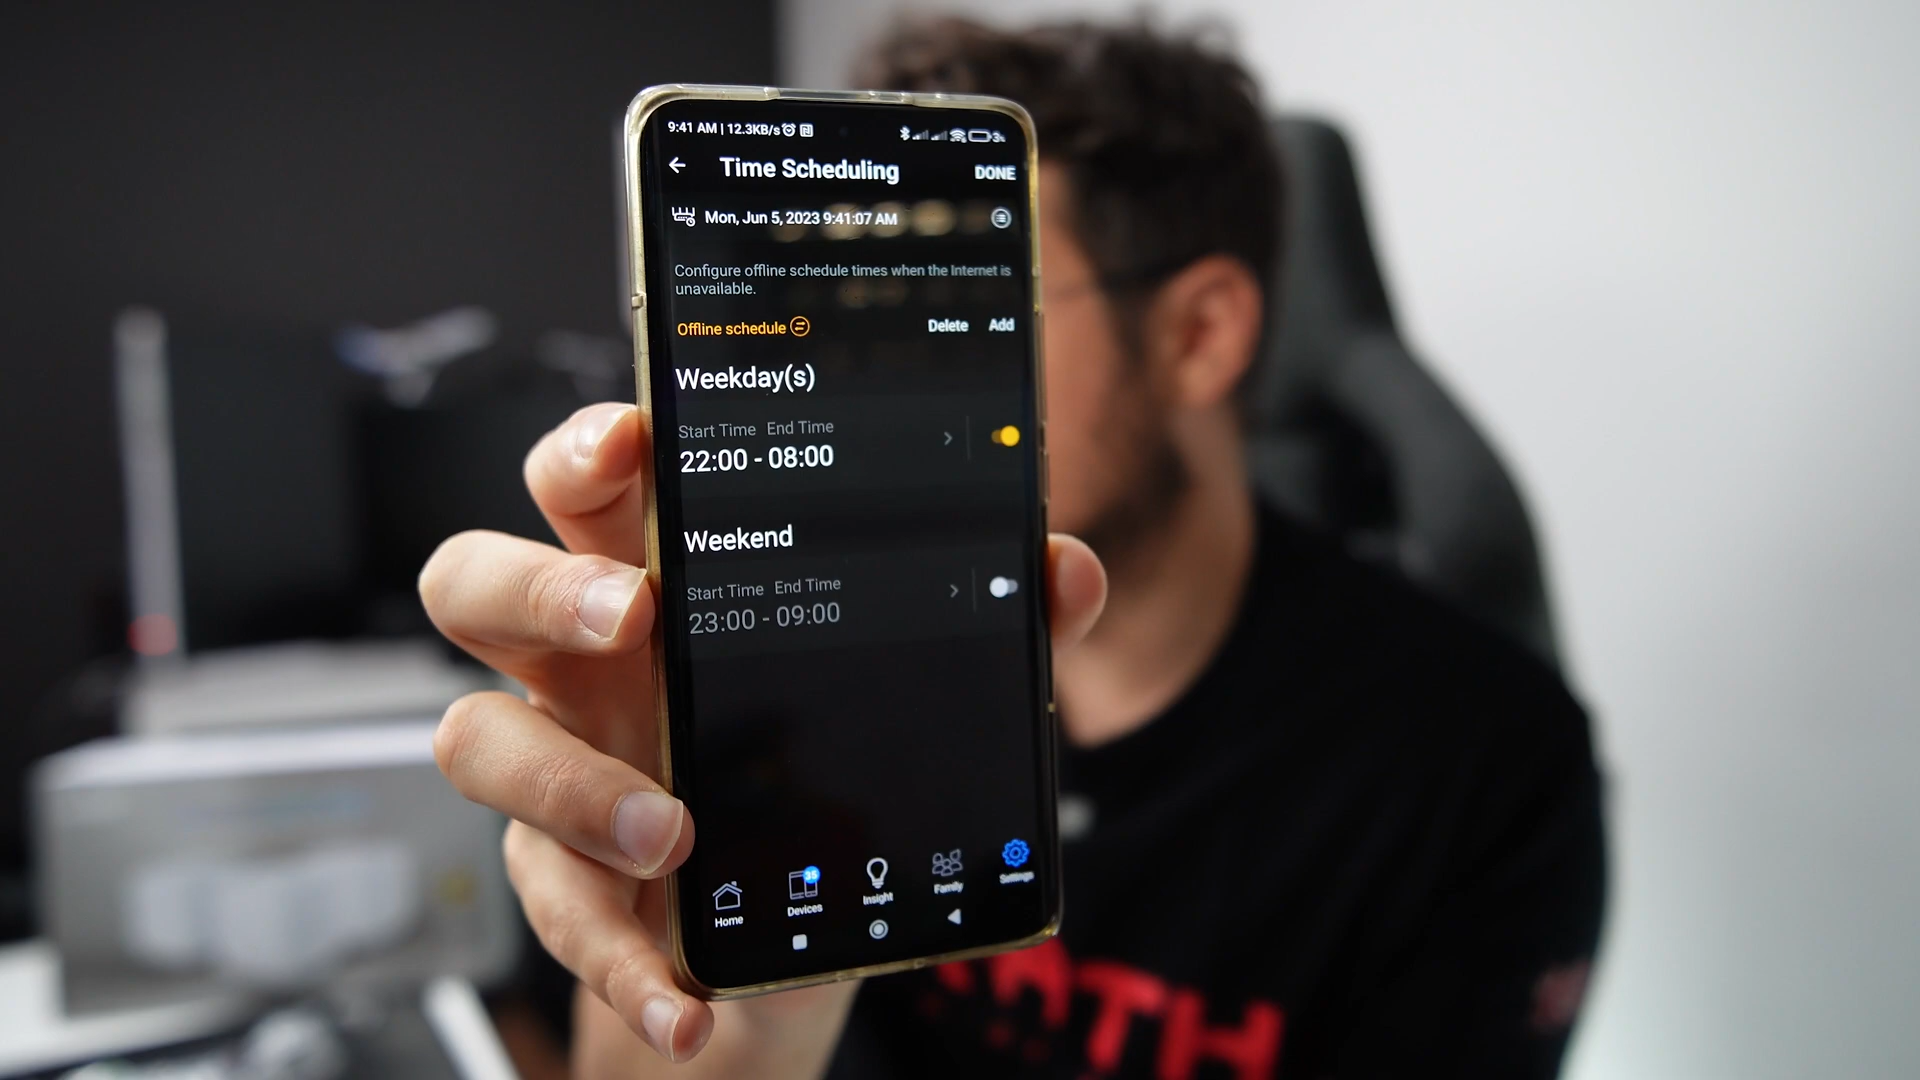 9:41 AM | 12.3KB/s
Time Scheduling
DONE
Mon, Jun 5, 2023 9:41:07 AM
Configure offline schedule times when the Internet is
unavailable.
Offline schedule
Delete Add
Weekday(s)
Start Time End Time
22:00 - 08:00
Weekend
Start Time End Time
23:00 - 09:00
35
Home Devices Insight Family Settings